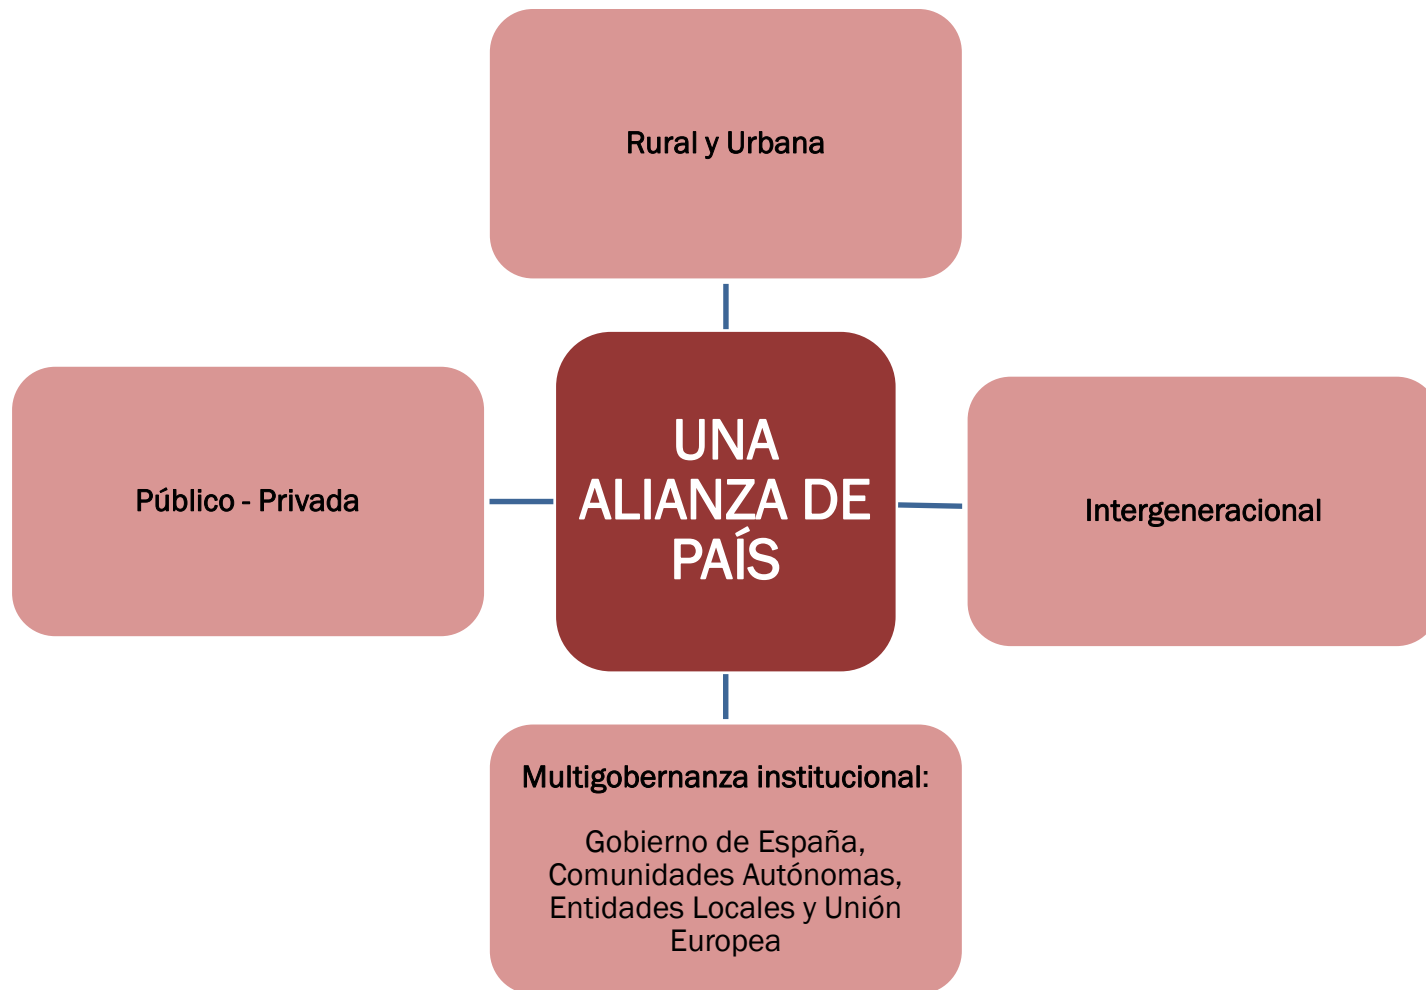 Rural y Urbana
UNA
ALIANZA DE
PAÍS
Público - Privada
Intergeneracional
Multigobernanza institucional:
Gobierno de España,
Comunidades Autónomas,
Entidades Locales y Unión
Europea